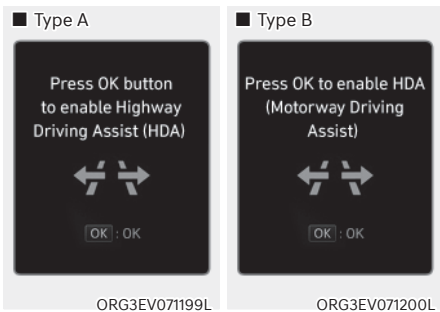 ■ Type A
Press OK button
to enable Highway
Driving Assist (HDA)
OK : OK
ORG3EV071199L
■ Type B
Press OK to enable HDA
(Motorway Driving
Assist)
OK : OK
ORG3EV071200L